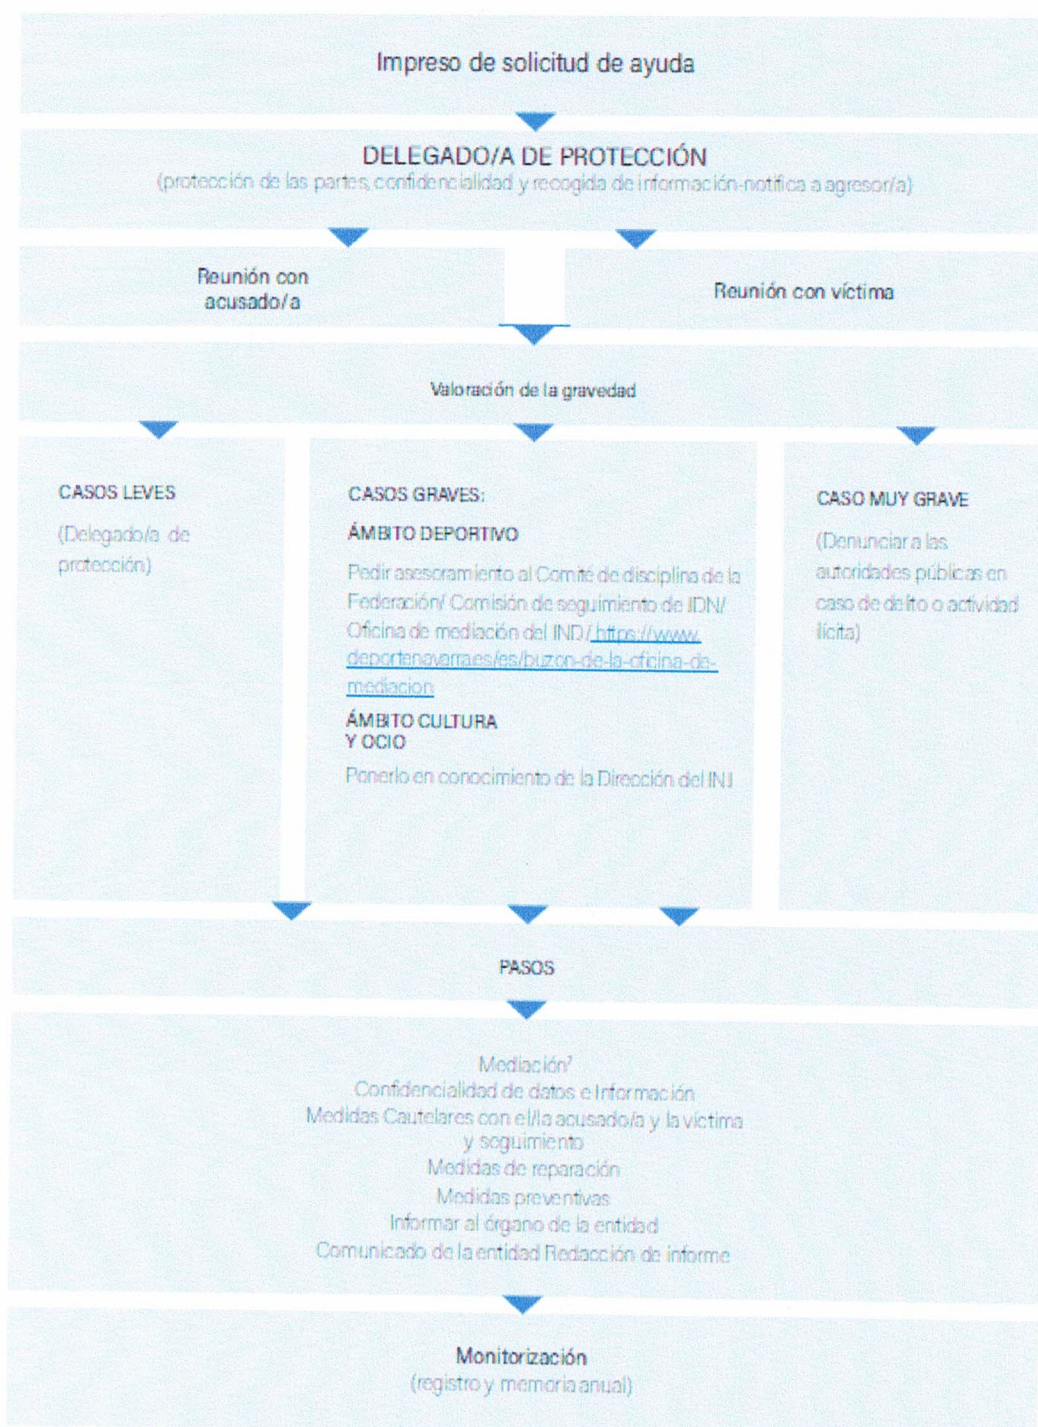 Impreso de solicitud de ayuda
DELEGADO/A DE PROTECCIÓN
(protección de las partes, confidencialidad y recogida de información-notifica a agresor/a)
Reunión con
acusado/a
Reunión con víctima
Valoración de la gravedad
CASOS LEVES
(Delegado/a de
protección)
CASOS GRAVES:
ÁMBITO DEPORTIVO
Pedir asesoramiento al Comité de disciplina de la
Federación/ Comisión de seguimiento de IDN/
Oficina de mediación del IND/ https://www.
deportenavarra.es/es/buzon-de-la-oficina-de-
mediacion
ÁMBITO CULTURA
Y OCIO
Ponerlo en conocimiento de la Dirección del INJ
CASO MUY GRAVE
(Denunciar a las
autoridades públicas en
caso de delito o actividad
ilícita)
PASOS
Mediación⁷
Confidencialidad de datos e Información
Medidas Cautelares con el/la acusado/a y la víctima
y seguimiento
Medidas de reparación
Medidas preventivas
Informar al órgano de la entidad
Comunicado de la entidad Redacción de informe
Monitorización
(registro y memoria anual)